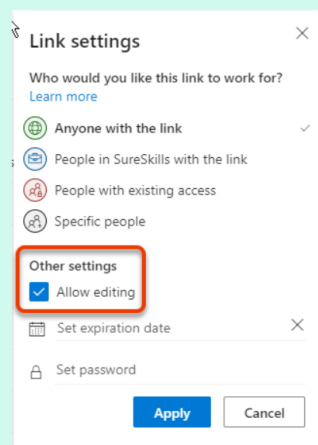 Link settings
Who would you like this link to work for?
Learn more
Anyone with the link
People in SureSkills with the link
People with existing access
Specific people
Other settings
Allow editing
Set expiration date
Set password
Apply
Cancel